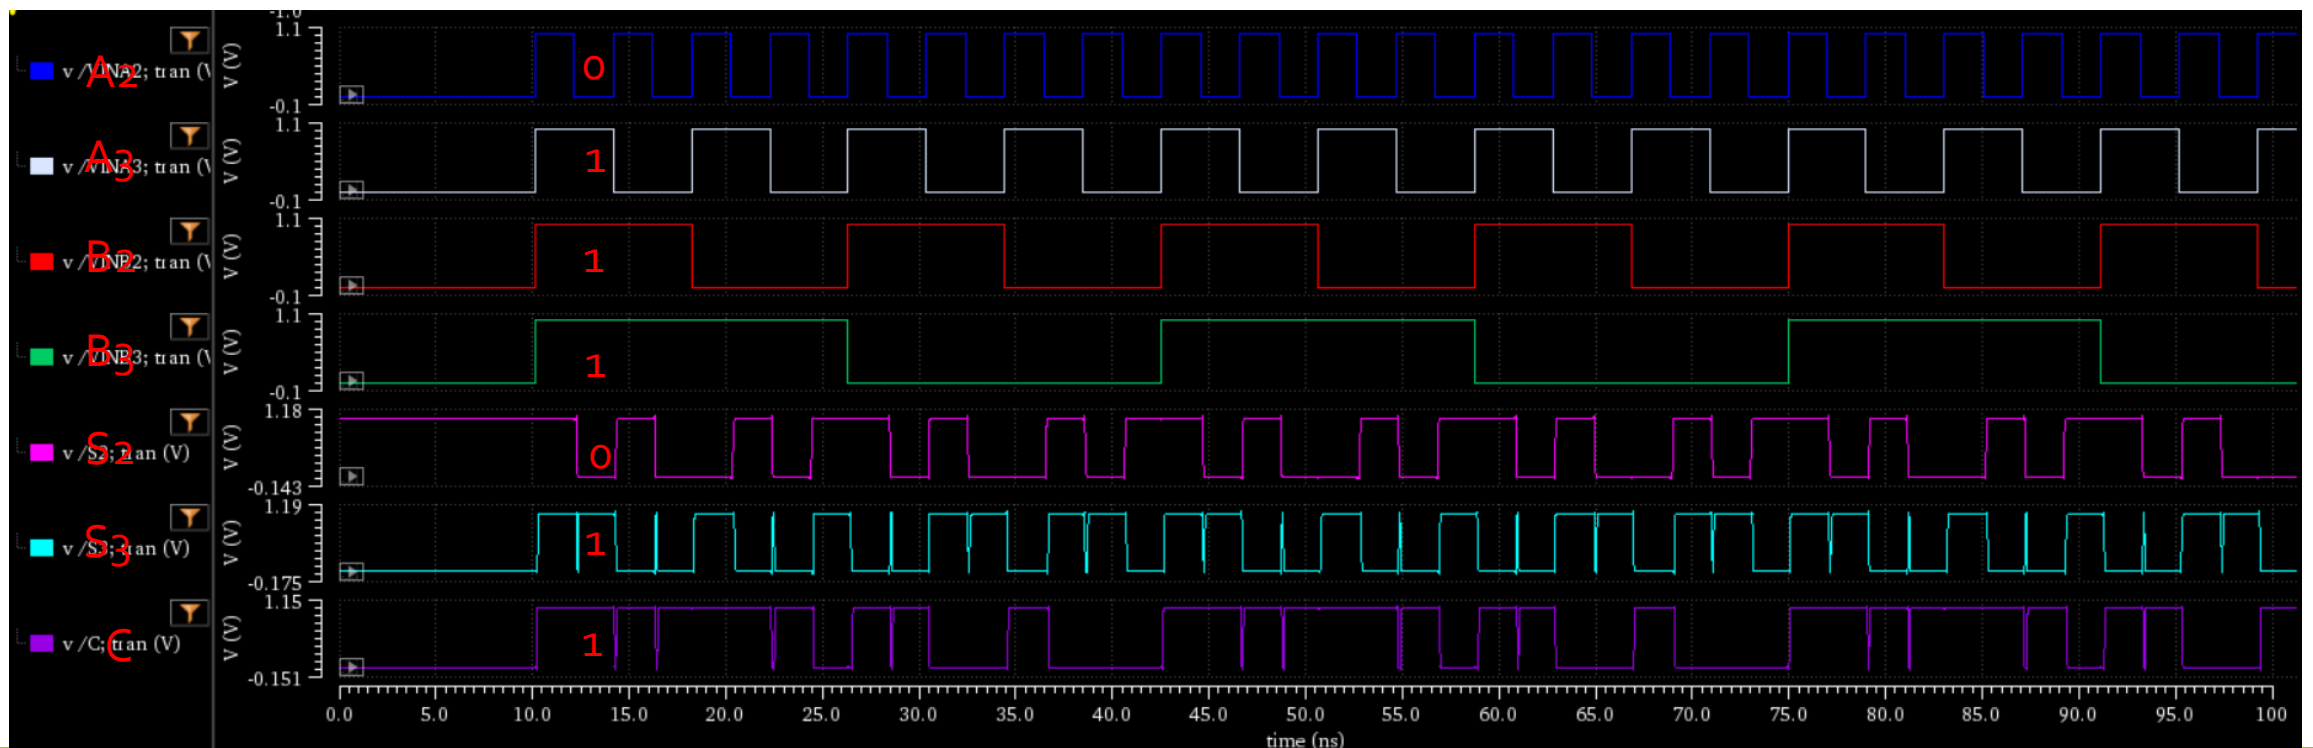 -1.0
1.1
A2
v /VINA2; tran (V
V (V)
0
-0.1
1.1
A3
v /VINA3; tran (V
V (V)
1
-0.1
1.1
B2
v /VINB2; tran (V
V (V)
1
-0.1
1.1
B3
v /VINB3; tran (V
V (V)
1
-0.1
1.18
S2
v /S2; tran (V)
V (V)
0
-0.143
1.19
S3
v /S3; tran (V)
V (V)
1
-0.175
1.15
C
v /C; tran (V)
V (V)
1
-0.151
0.0 5.0 10.0 15.0 20.0 25.0 30.0 35.0 40.0 45.0 50.0 55.0 60.0 65.0 70.0 75.0 80.0 85.0 90.0 95.0 100
time (ns)